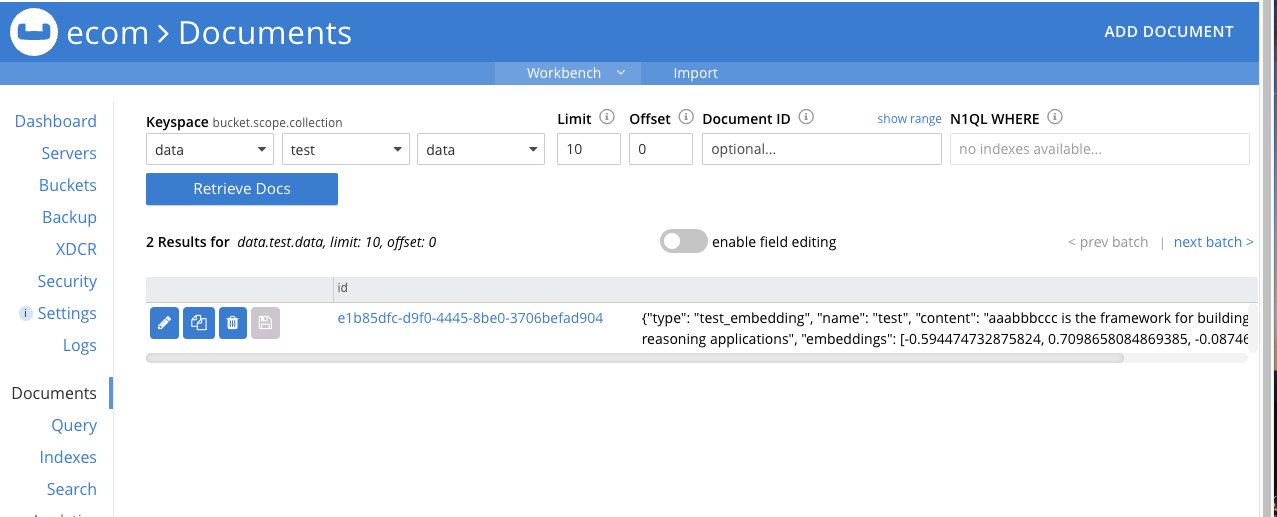 ecom > Documents
ADD DOCUMENT
Workbench
Import
Dashboard
Servers
Buckets
Backup
XDCR
Security
Settings
Logs
Documents
Query
Indexes
Search
Keyspace bucket.scope.collection
data
test
data
Limit
10
Offset
0
Document ID
show range
optional...
N1QL WHERE
no indexes available...
Retrieve Docs
2 Results for data.test.data, limit: 10, offset: 0
enable field editing
< prev batch | next batch >
id
e1b85dfc-d9f0-4445-8be0-3706befad904
{"type": "test_embedding", "name": "test", "content": "aaabbbccc is the framework for building
reasoning applications", "embeddings": [-0.594474732875824, 0.7098658084869385, -0.08746